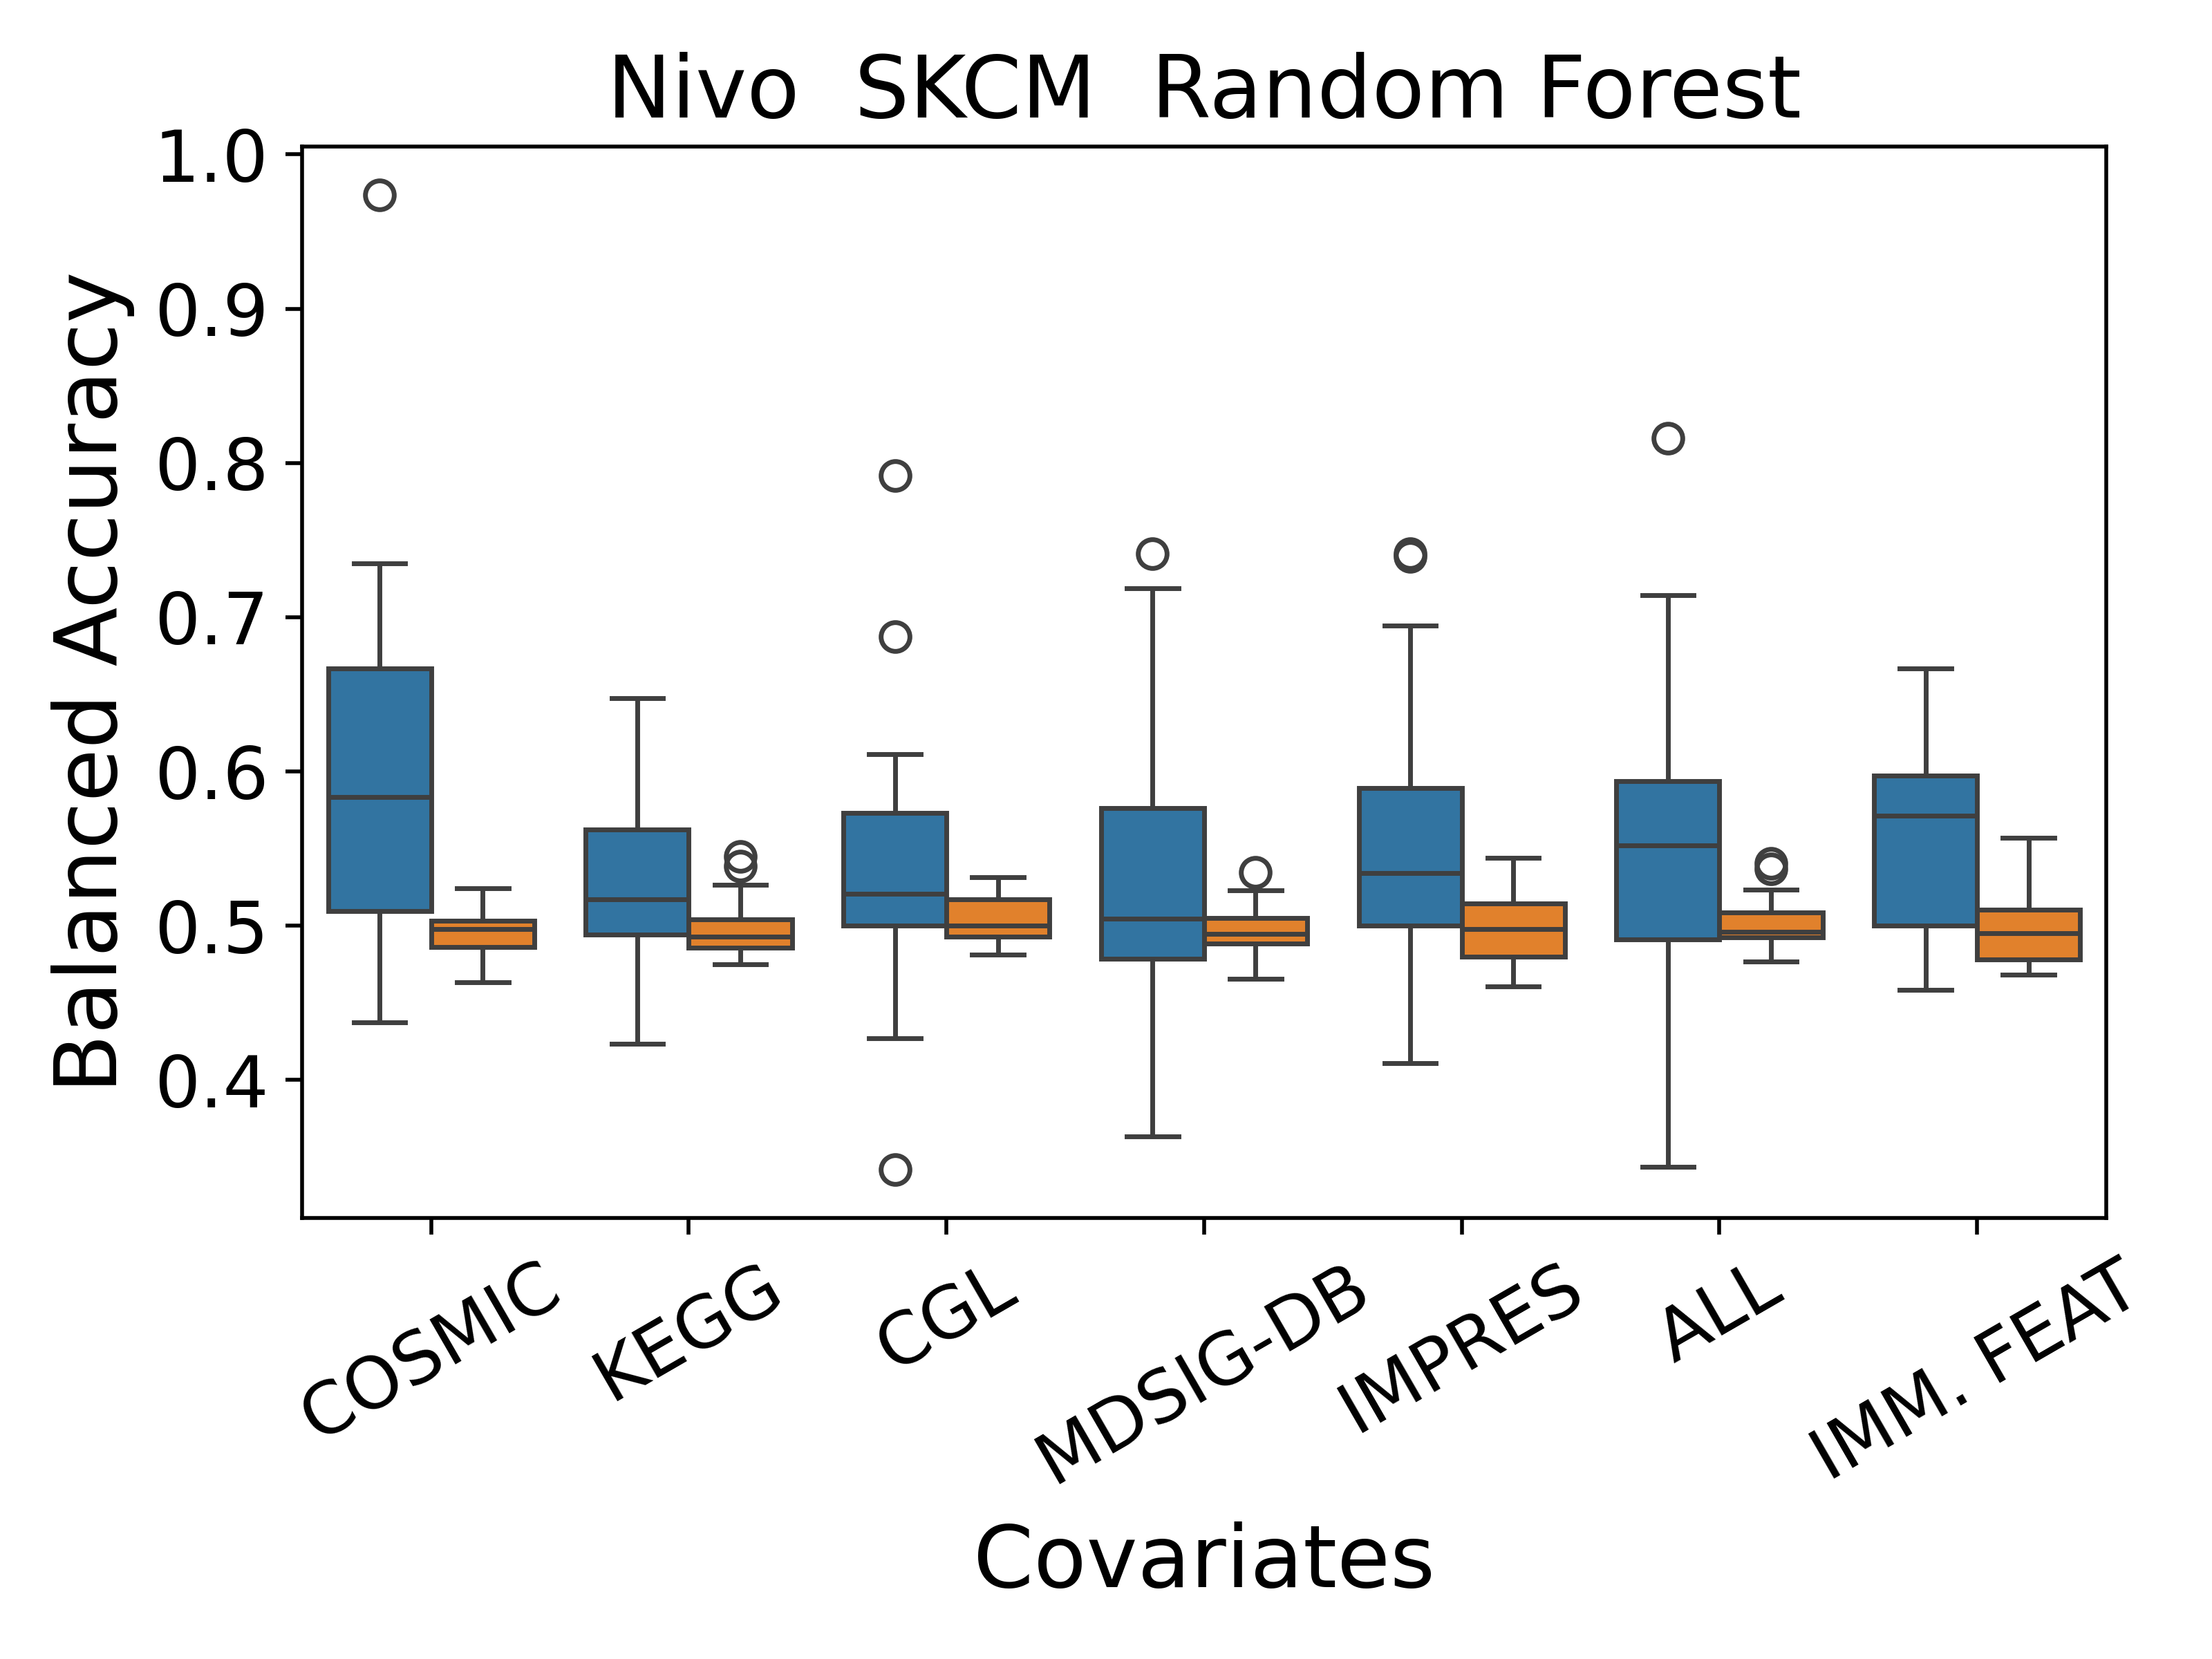 Nivo  SKCM  Random Forest
1.0
0.9
0.8
0.7
0.6
0.5
0.4
Balanced Accuracy
COSMIC
KEGG
CGL
MDSIG-DB
IMPRES
ALL
IMM. FEAT
Covariates